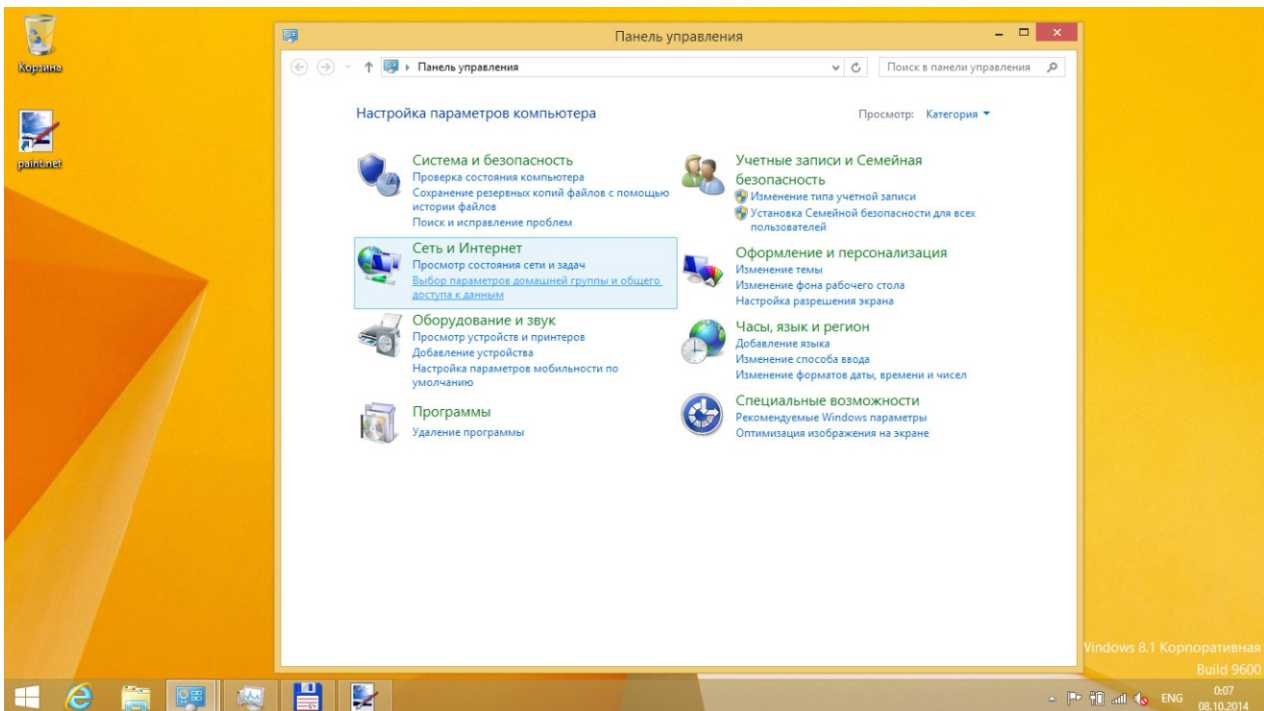 Корзина
paint.net
Панель управления
Панель управления
Поиск в панели управления
Настройка параметров компьютера
Просмотр: Категория
Система и безопасность
Проверка состояния компьютера
Сохранение резервных копий файлов с помощью
истории файлов
Поиск и исправление проблем
Сеть и Интернет
Просмотр состояния сети и задач
Выбор параметров домашней группы и общего
доступа к данным
Оборудование и звук
Просмотр устройств и принтеров
Добавление устройства
Настройка параметров мобильности по
умолчанию
Программы
Удаление программы
Учетные записи и Семейная
безопасность
Изменение типа учетной записи
Установка Семейной безопасности для всех
пользователей
Оформление и персонализация
Изменение темы
Изменение фона рабочего стола
Настройка разрешения экрана
Часы, язык и регион
Добавление языка
Изменение способа ввода
Изменение форматов даты, времени и чисел
Специальные возможности
Рекомендуемые Windows параметры
Оптимизация изображения на экране
Windows 8.1 Корпоративная
Build 9600
ENG
0:07
08.10.2014